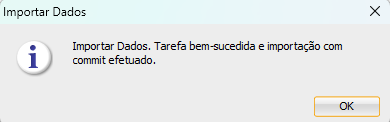 Importar Dados
Importar Dados. Tarefa bem-sucedida e importação com
commit efetuado.
OK